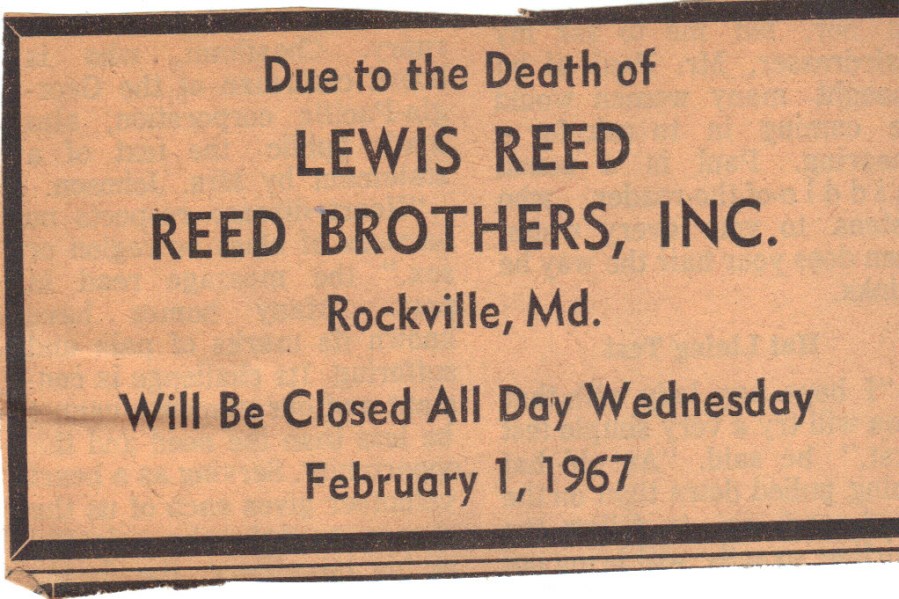 Due to the Death of
LEWIS REED
REED BROTHERS, INC.
Rockville, Md.
Will Be Closed All Day Wednesday
February 1, 1967